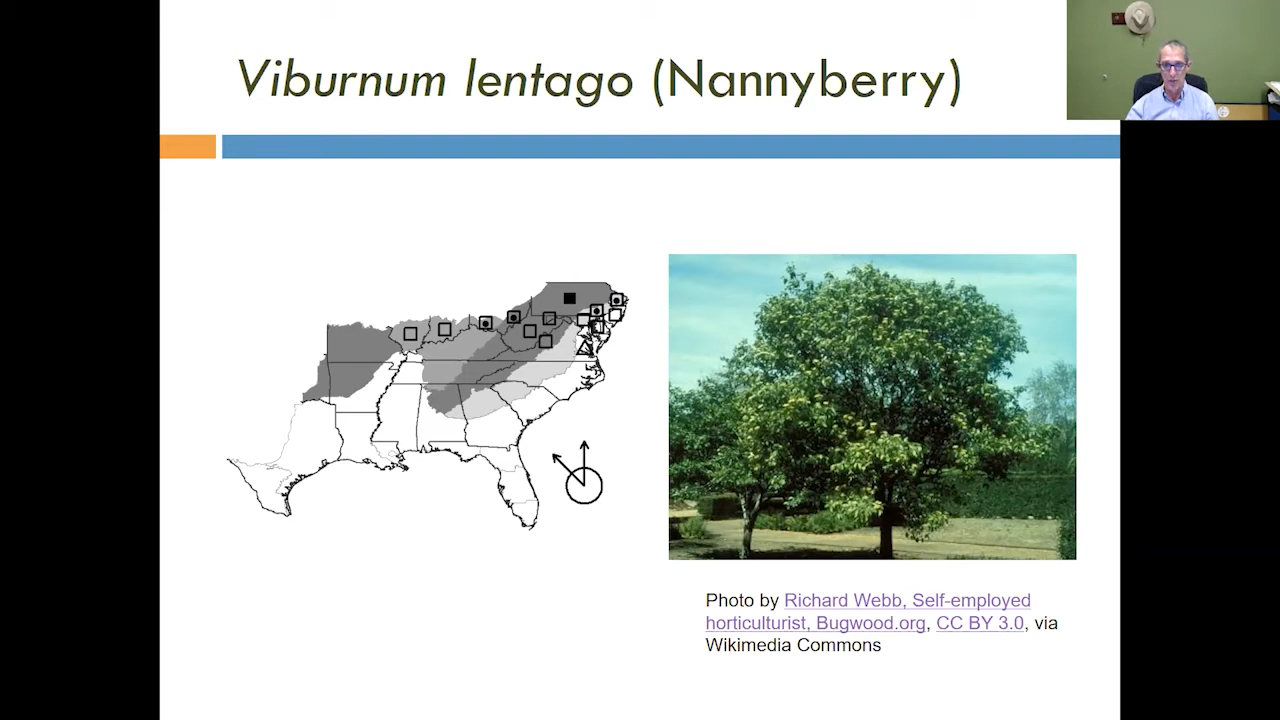 Viburnum lentago (Nannyberry)
Photo by Richard Webb, Self-employed
horticulturist, Bugwood.org, CC BY 3.0, via
Wikimedia Commons